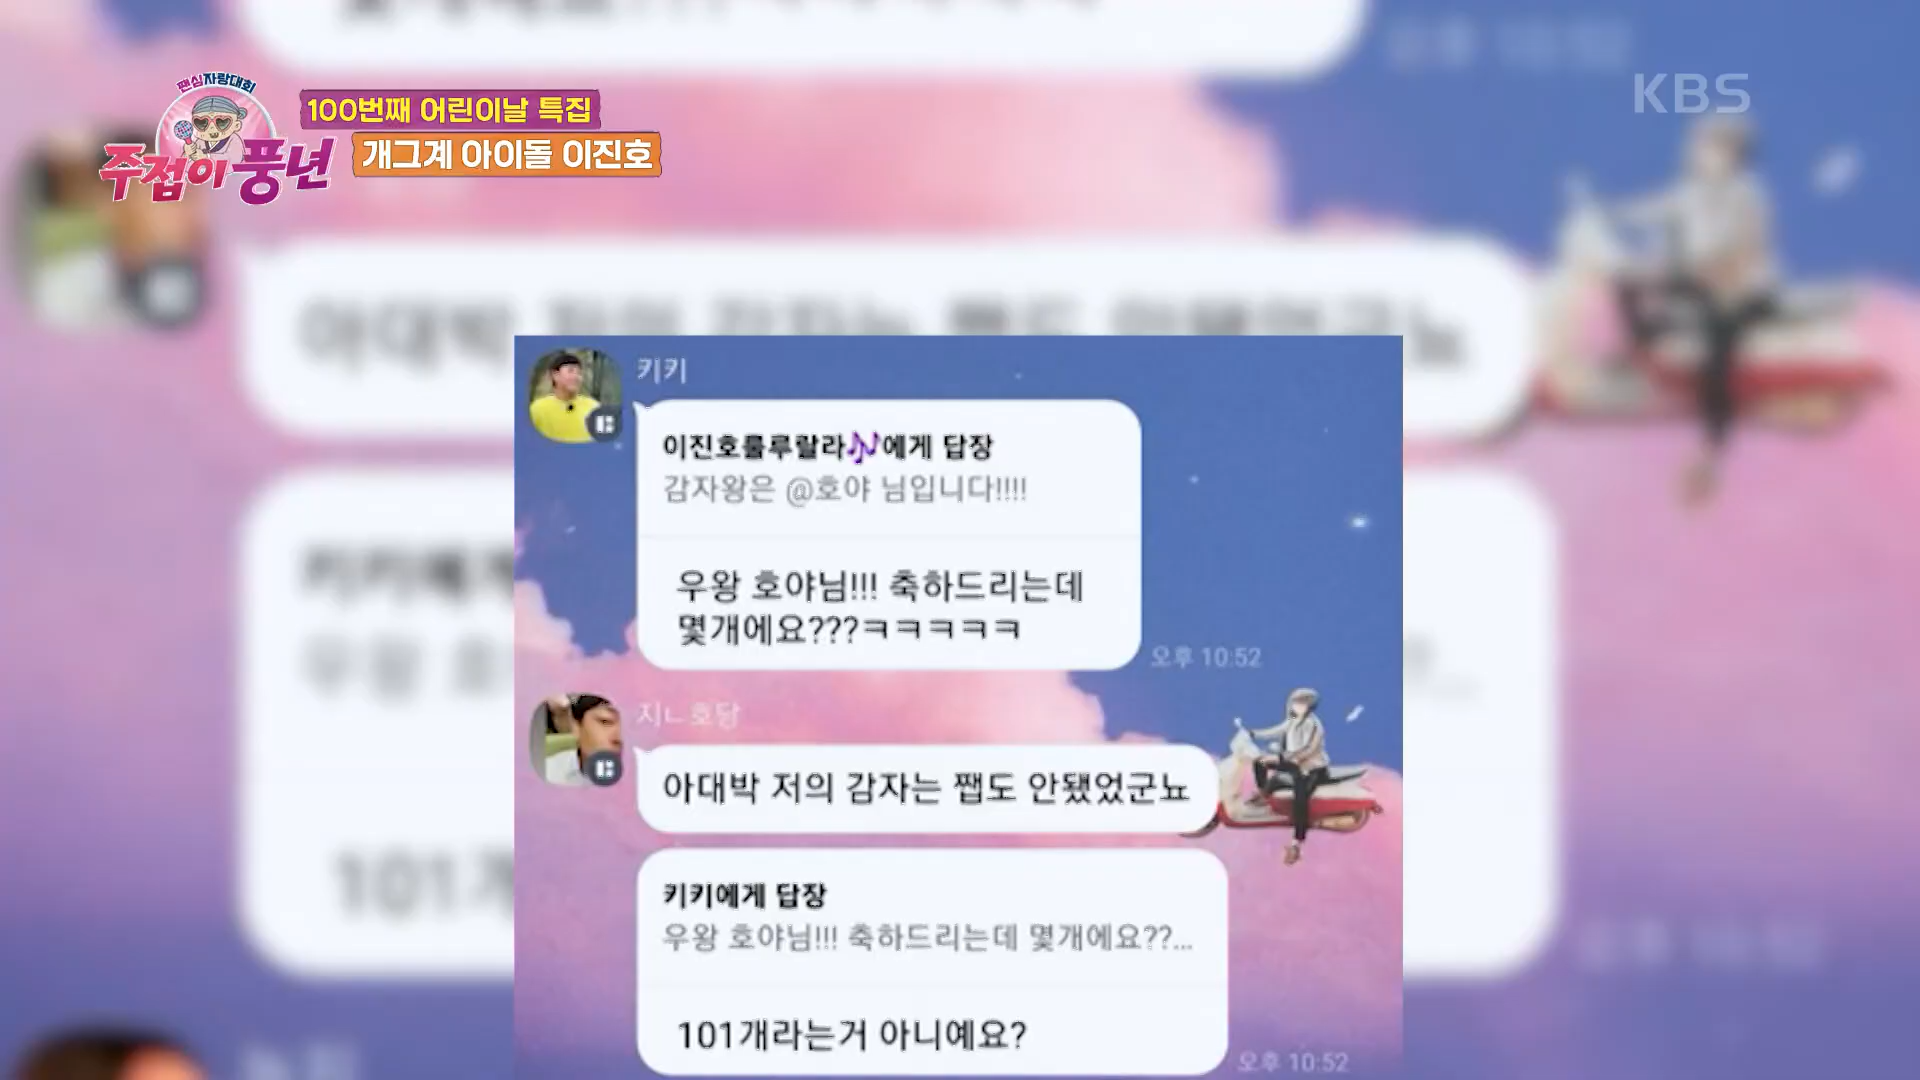 팬심자랑대회
주접이 풍년
100번째 어린이날 특집
개그계 아이돌 이진호
KBS
키키
이진호룰루랄라🎶에게 답장
감자왕은 @호야 님입니다!!!!
우왕 호야님!!! 축하드리는데
몇개에요???ㅋㅋㅋㅋㅋ
오후 10:52
지ㄴ호당
아대박 저의 감자는 쨉도 안됐었군뇨
키키에게 답장
우왕 호야님!!! 축하드리는데 몇개에요??...
101개라는거 아니예요?
오후 10:52